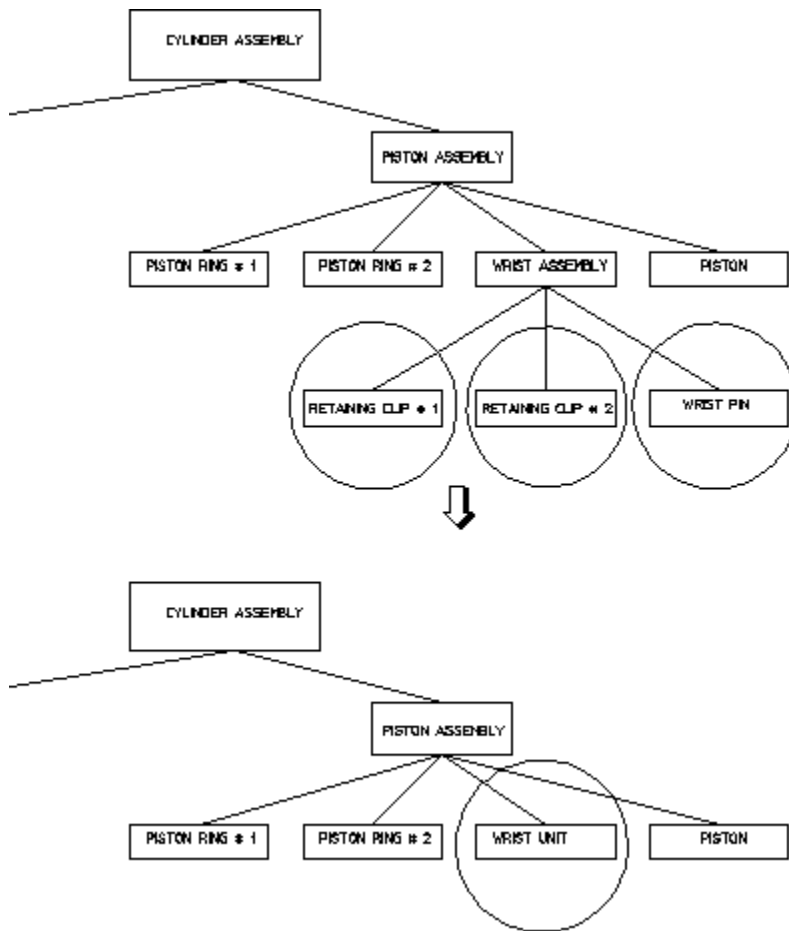 CYLINDER ASSEMBLY
PISTON ASSEMBLY
PISTON RING # 1
PISTON RING # 2
WRIST ASSEMBLY
PISTON
RETAINING CLIP # 1
RETAINING CLIP # 2
WRIST PIN
CYLINDER ASSEMBLY
PISTON ASSENBLY
PISTON RING # 1
PISTON RING # 2
WRIST UNIT
PISTON